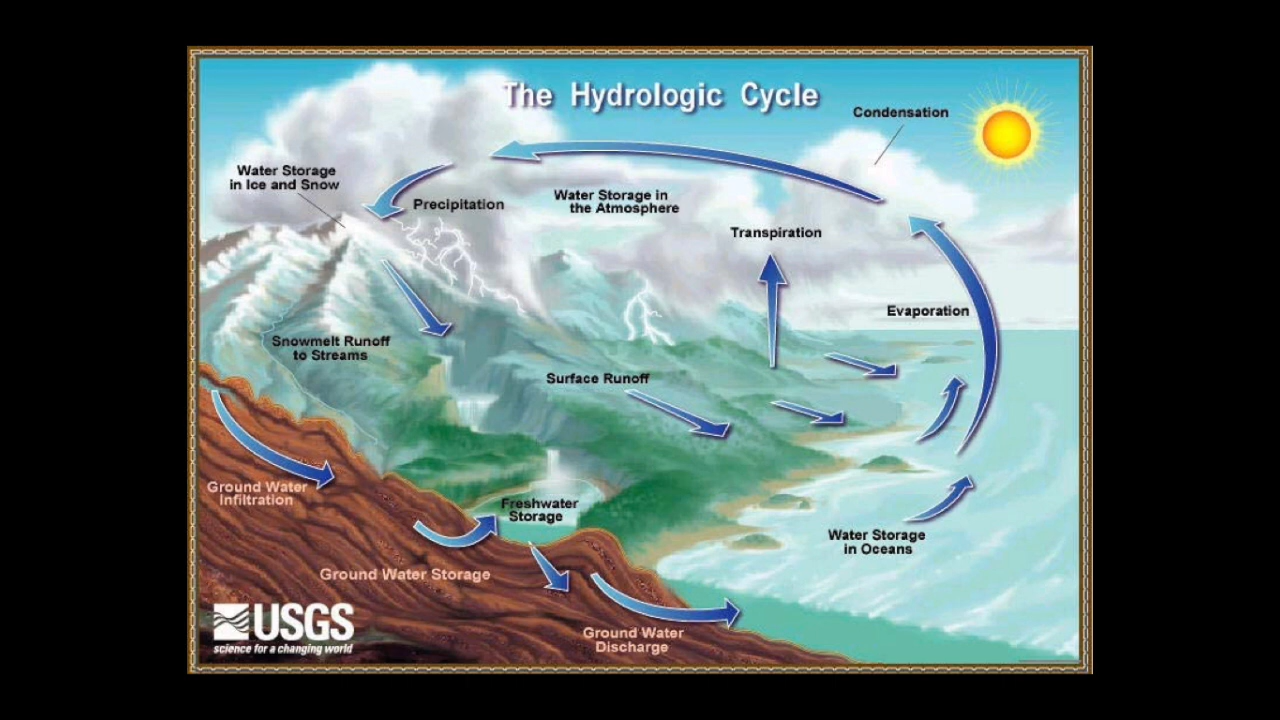 The Hydrologic Cycle
Condensation
Water Storage
in Ice and Snow
Precipitation
Water Storage in
the Atmosphere
Transpiration
Evaporation
Snowmelt Runoff
to Streams
Surface Runoff
Ground Water
Infiltration
Freshwater
Storage
Water Storage
in Oceans
Ground Water Storage
USGS
science for a changing world
Ground Water
Discharge